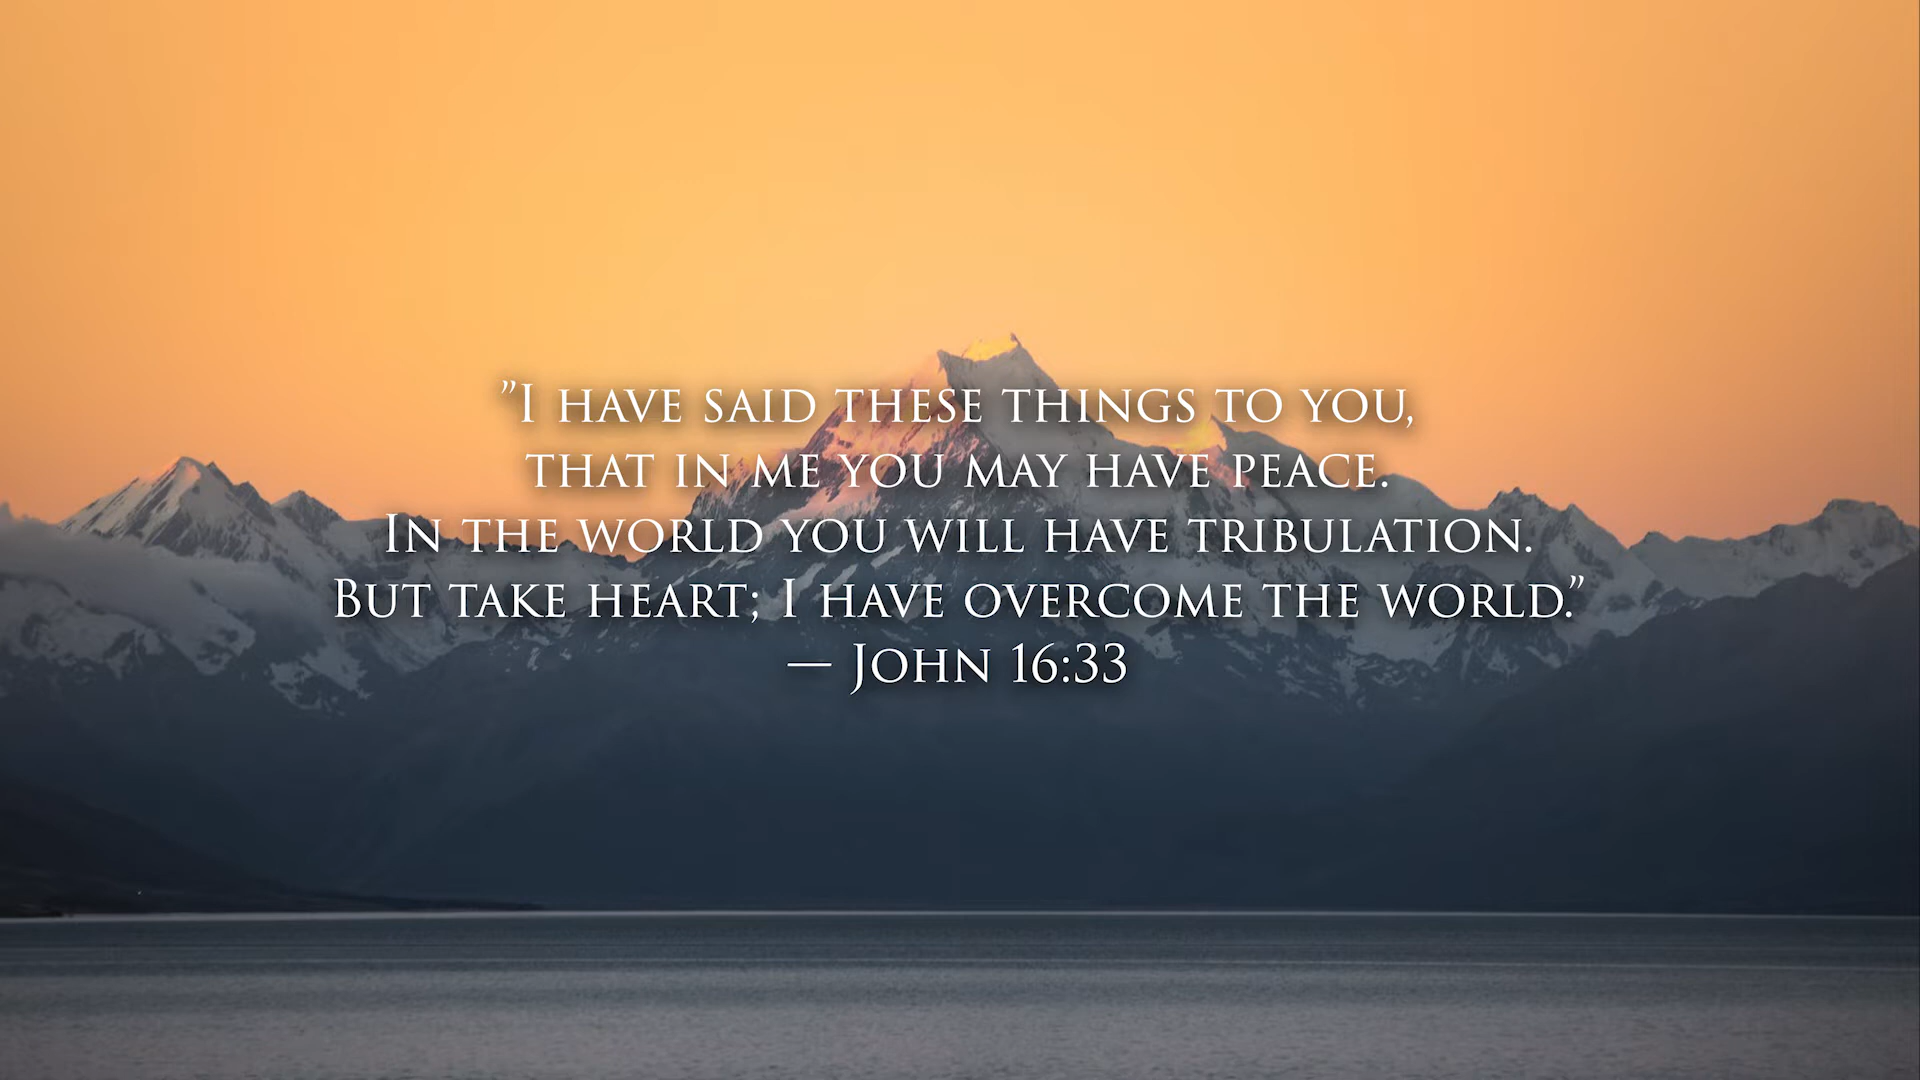 ”I have said these things to you,
that in me you may have peace.
In the world you will have tribulation.
But take heart; I have overcome the world.”
— John 16:33